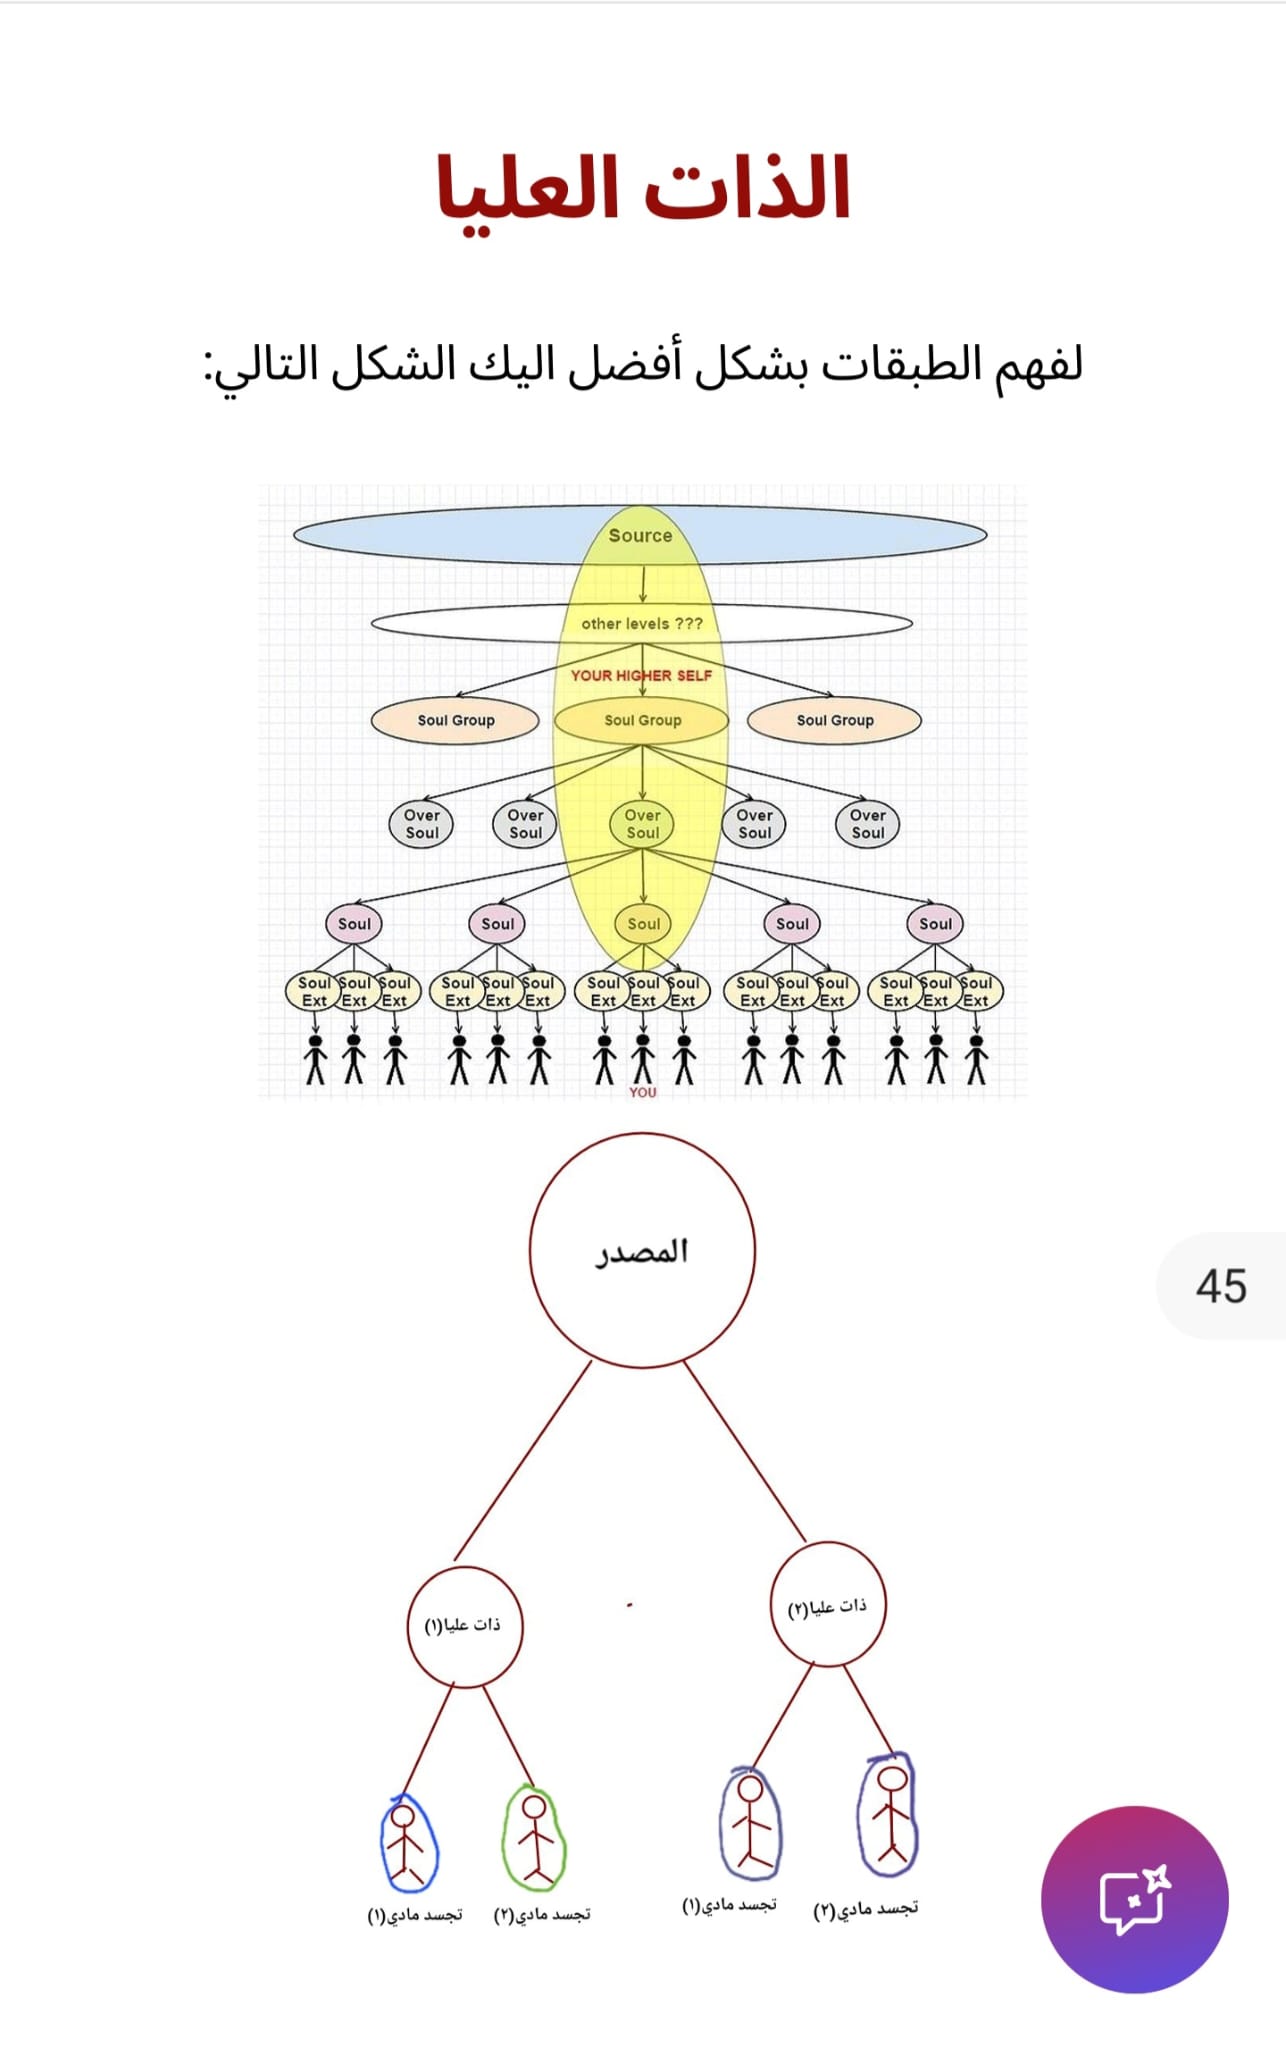 الذات العليا
لفهم الطبقات بشكل أفضل اليك الشكل التالي:
Source
other levels ???
YOUR HIGHER SELF
Soul Group Soul Group Soul Group
Over Soul Over Soul Over Soul Over Soul Over Soul
Soul Soul Soul Soul Soul
Soul Ext Soul Ext Soul Ext Soul Ext Soul Ext Soul Ext Soul Ext Soul Ext Soul Ext Soul Ext Soul Ext Soul Ext Soul Ext Soul Ext Soul Ext
YOU
المصدر
45
ذات عليا(٢)
ذات عليا(١)
تجسد مادي(٢) تجسد مادي(١)
تجسد مادي(٢) تجسد مادي(١)